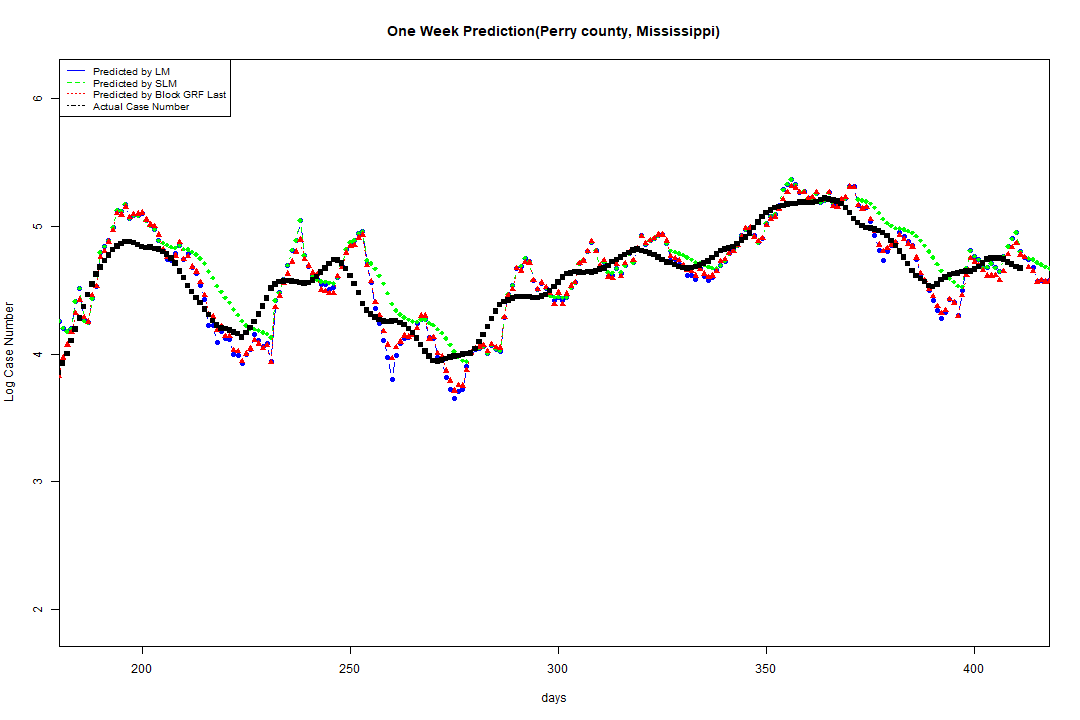 One Week Prediction(Perry county, Mississippi)
Predicted by LM
Predicted by SLM
Predicted by Block GRF Last
Actual Case Number
6
5
4
3
2
Log Case Number
200 250 300 350 400
days